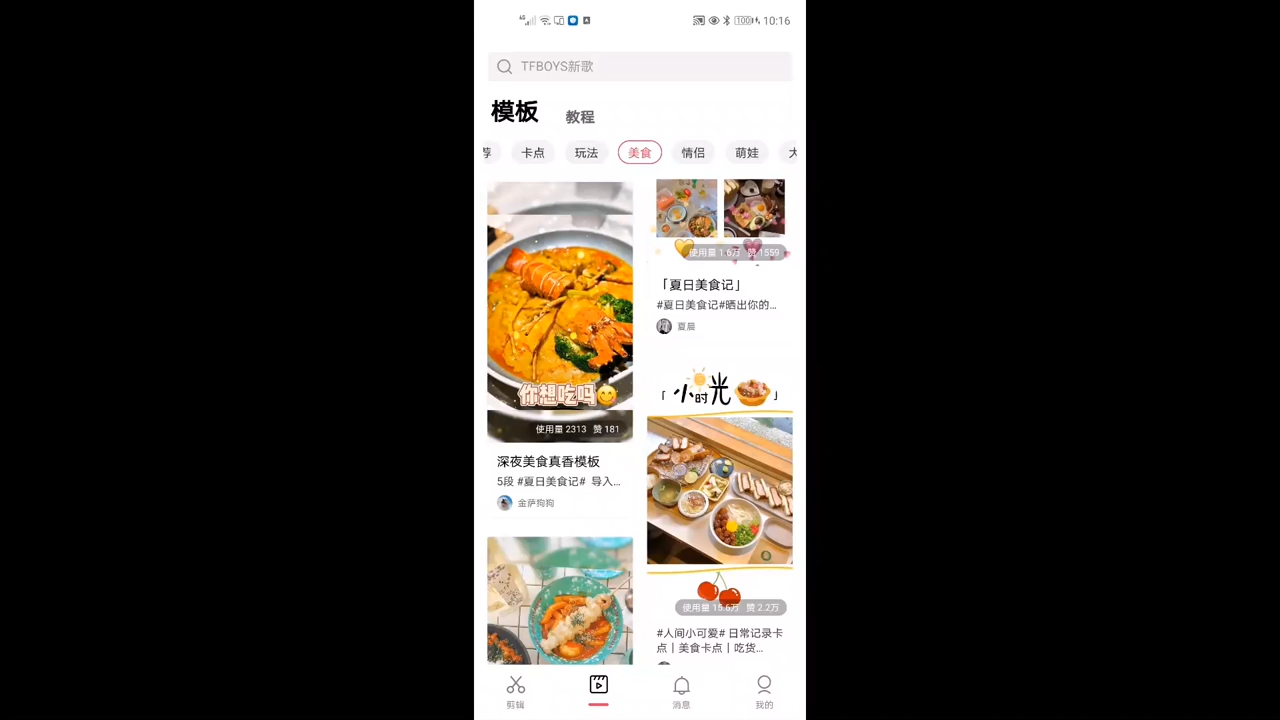 4G
100
10:16
TFBOYS新歌
模板
教程
荐
卡点
玩法
美食
情侣
萌娃
大
你想吃吗
使用量 2313 赞 181
深夜美食真香模板
5段 #夏日美食记# 导入...
金萨狗狗
使用量 1.6万 赞 1559
「夏日美食记」
#夏日美食记#晒出你的...
夏晨
「小时光」
使用量 15.6万 赞 2.2万
#人间小可爱# 日常记录卡
点丨美食卡点丨吃货...
剪辑
消息
我的